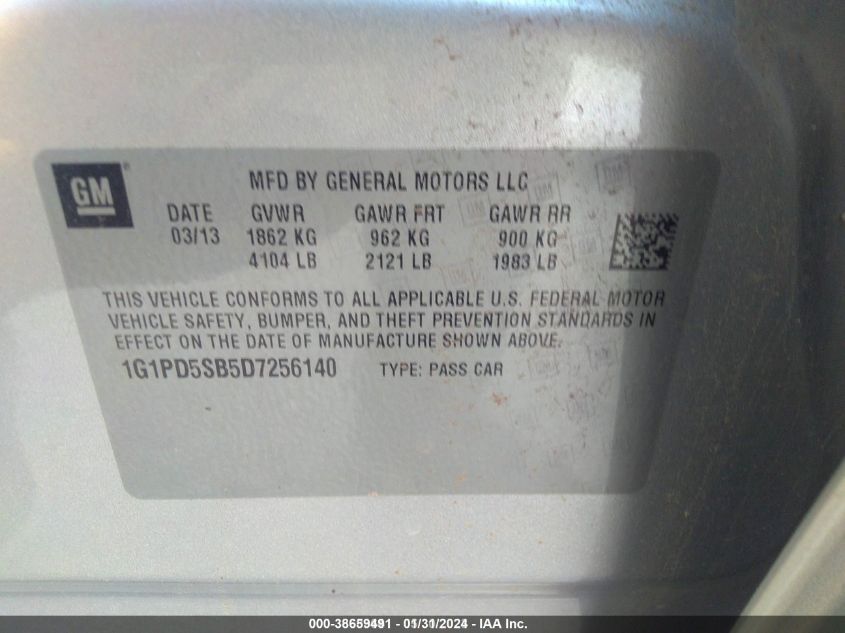 GM ® MFD BY GENERAL MOTORS LLC
DATE GVWR GAWR FRT GAWR RR
03/13 1862 KG 962 KG 900 KG
4104 LB 2121 LB 1983 LB
THIS VEHICLE CONFORMS TO ALL APPLICABLE U.S. FEDERAL MOTOR
VEHICLE SAFETY, BUMPER, AND THEFT PREVENTION STANDARDS IN
EFFECT ON THE DATE OF MANUFACTURE SHOWN ABOVE.
1G1PD5SB5D7256140 TYPE: PASS CAR
000-38659491 - 01/31/2024 - IAA Inc.